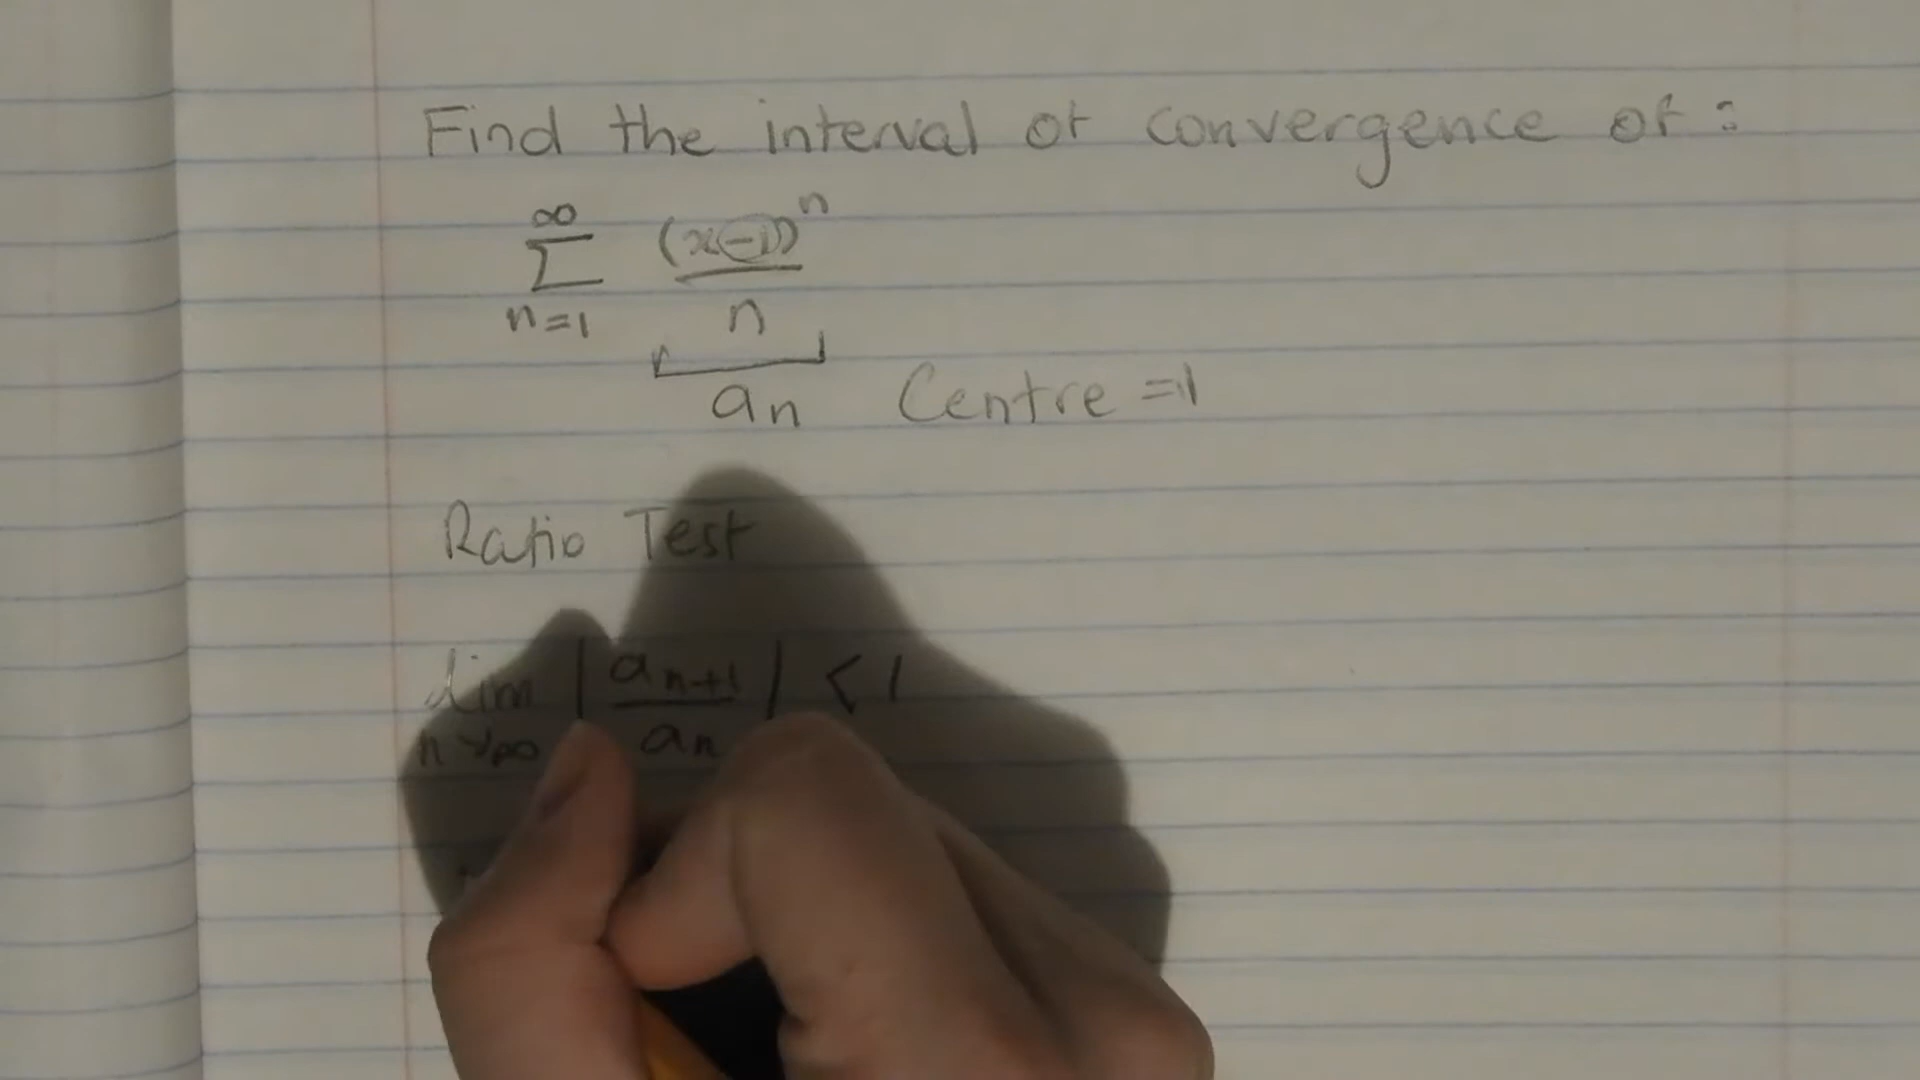 Find the interval of convergence of :
∞
∑ (x-1)^n / n
n=1
an Centre =1
Ratio Test
lim | an+1 / an | < 1
n→∞